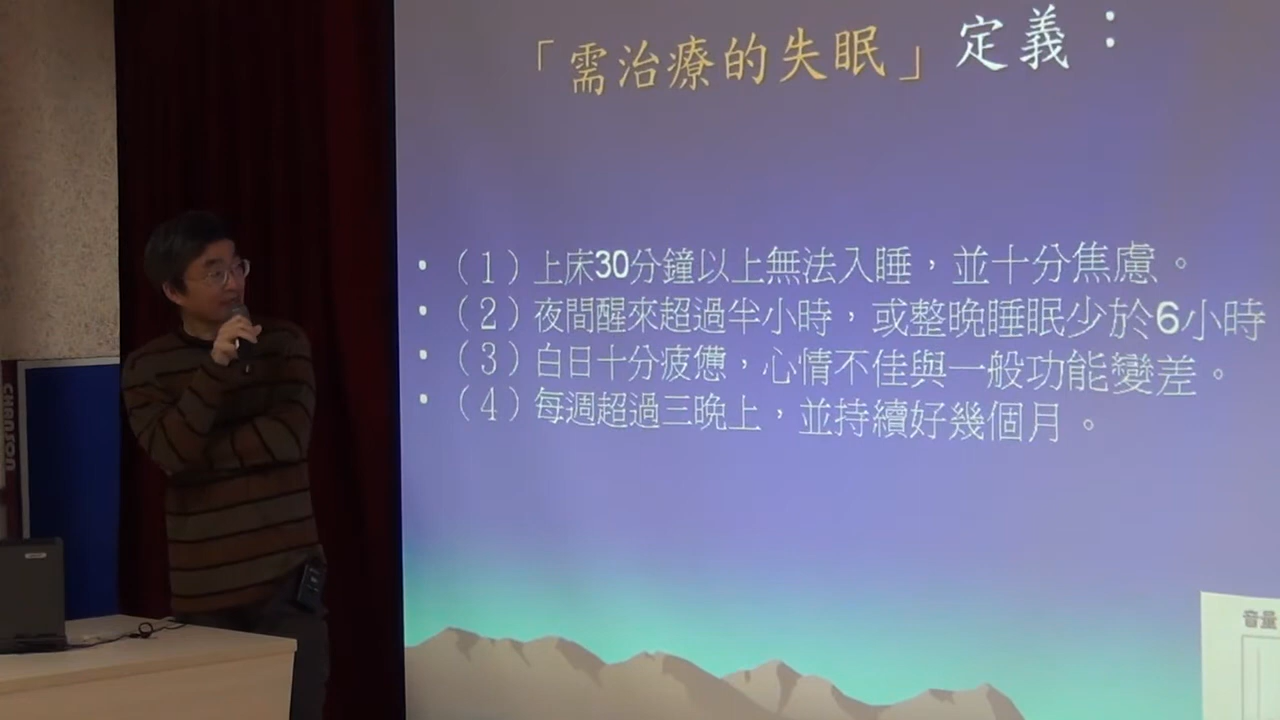 「需治療的失眠」定義：
•（1）上床30分鐘以上無法入睡，並十分焦慮。
•（2）夜間醒來超過半小時，或整晚睡眠少於6小時
•（3）白日十分疲憊，心情不佳與一般功能變差。
•（4）每週超過三晚上，並持續好幾個月。
音量
CHANSON